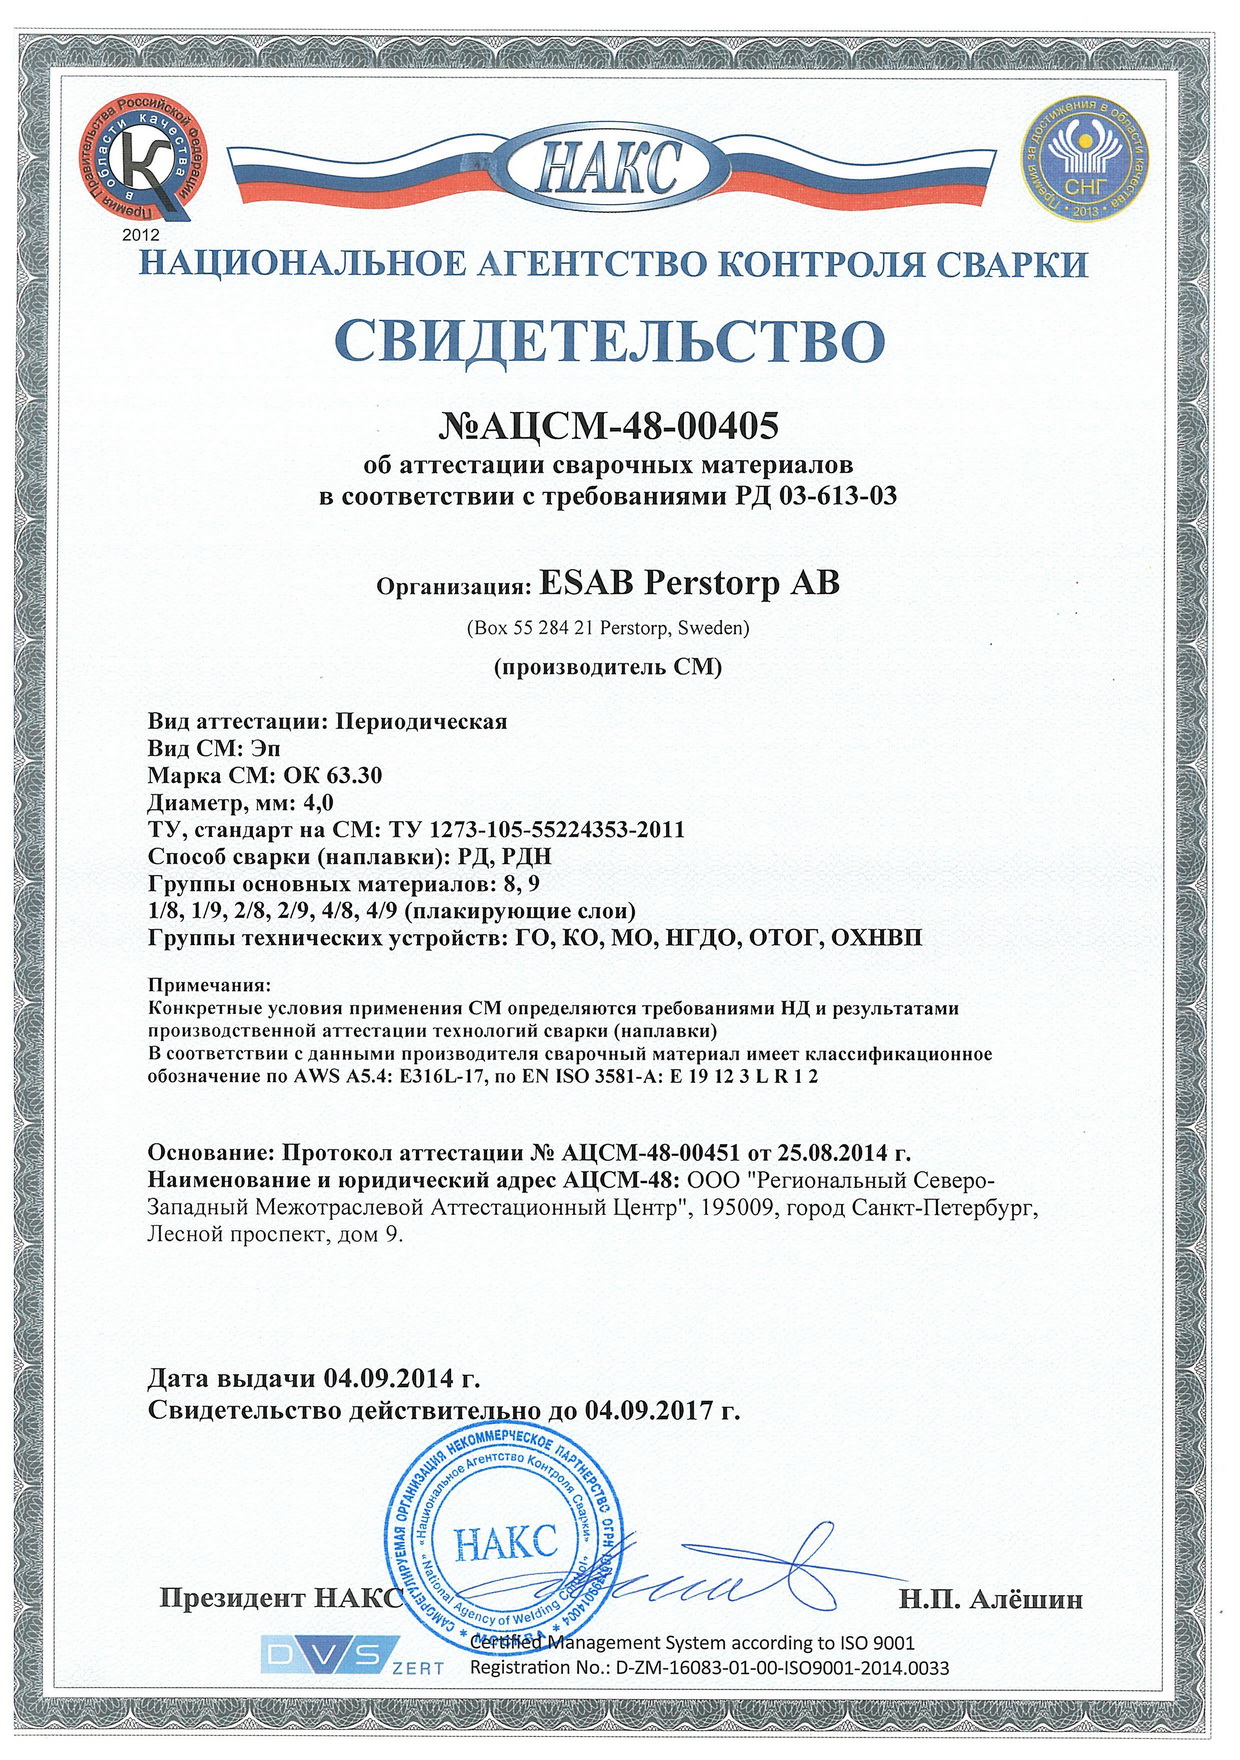 Премия Правительства Российской Федерации
в области качества
2012
НАКС
Премия за достижения в области качества
СНГ
• 2013 •
НАЦИОНАЛЬНОЕ АГЕНТСТВО КОНТРОЛЯ СВАРКИ
СВИДЕТЕЛЬСТВО
№АЦСМ-48-00405
об аттестации сварочных материалов
в соответствии с требованиями РД 03-613-03
Организация: ESAB Perstorp AB
(Box 55 284 21 Perstorp, Sweden)
(производитель СМ)
Вид аттестации: Периодическая
Вид СМ: Эп
Марка СМ: ОК 63.30
Диаметр, мм: 4,0
ТУ, стандарт на СМ: ТУ 1273-105-55224353-2011
Способ сварки (наплавки): РД, РДН
Группы основных материалов: 8, 9
1/8, 1/9, 2/8, 2/9, 4/8, 4/9 (плакирующие слои)
Группы технических устройств: ГО, КО, МО, НГДО, ОТОГ, ОХНВП
Примечания:
Конкретные условия применения СМ определяются требованиями НД и результатами
производственной аттестации технологий сварки (наплавки)
В соответствии с данными производителя сварочный материал имеет классификационное
обозначение по AWS A5.4: E316L-17, по EN ISO 3581-A: E 19 12 3 L R 1 2
Основание: Протокол аттестации № АЦСМ-48-00451 от 25.08.2014 г.
Наименование и юридический адрес АЦСМ-48: ООО "Региональный Северо-
Западный Межотраслевой Аттестационный Центр", 195009, город Санкт-Петербург,
Лесной проспект, дом 9.
Дата выдачи 04.09.2014 г.
Свидетельство действительно до 04.09.2017 г.
САМОРЕГУЛИРУЕМАЯ ОРГАНИЗАЦИЯ НЕКОММЕРЧЕСКОЕ ПАРТНЕРСТВО ОГРН
«Национальное Агентство Контроля Сварки»
НАКС
«National Agency of Welding Control»
* МОСКВА *
Президент НАКС
Н.П. Алёшин
DVS ZERT
Certified Management System according to ISO 9001
Registration No.: D-ZM-16083-01-00-ISO9001-2014.0033